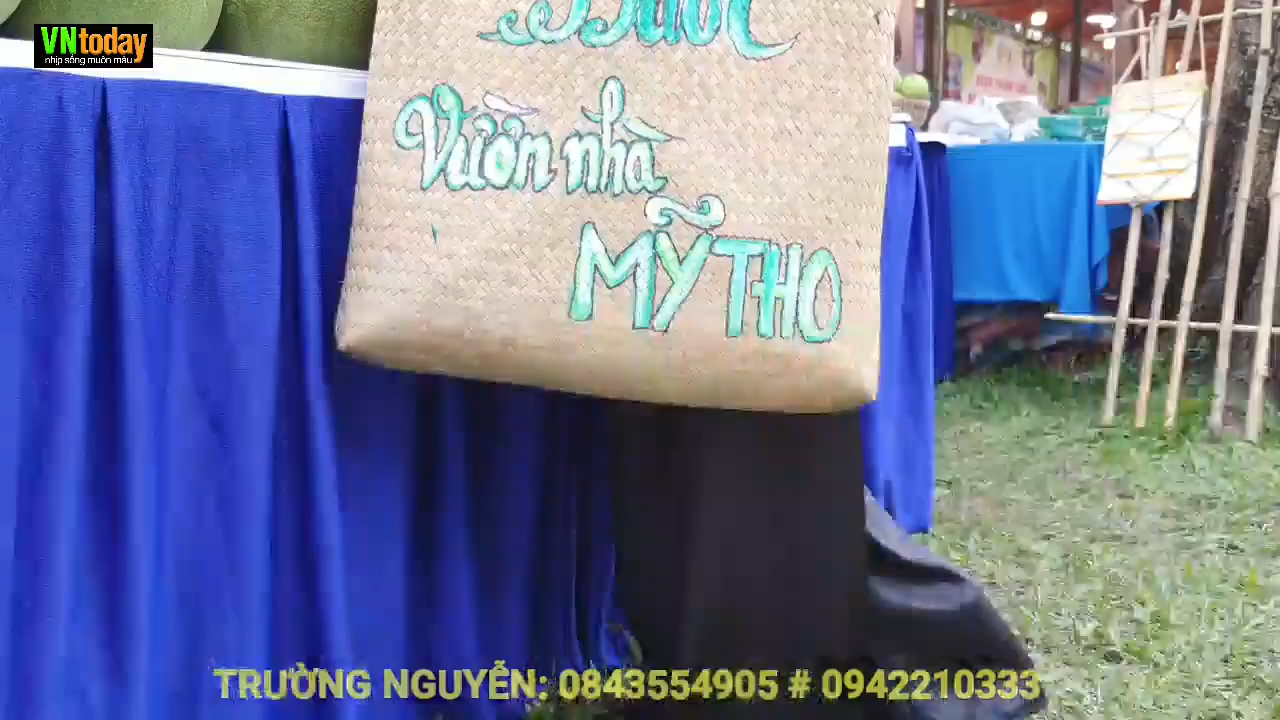 VNtoday
nhịp sống muôn màu
Vườn nhà
MỸ THO
TRƯỜNG NGUYỄN: 0843554905 # 0942210333